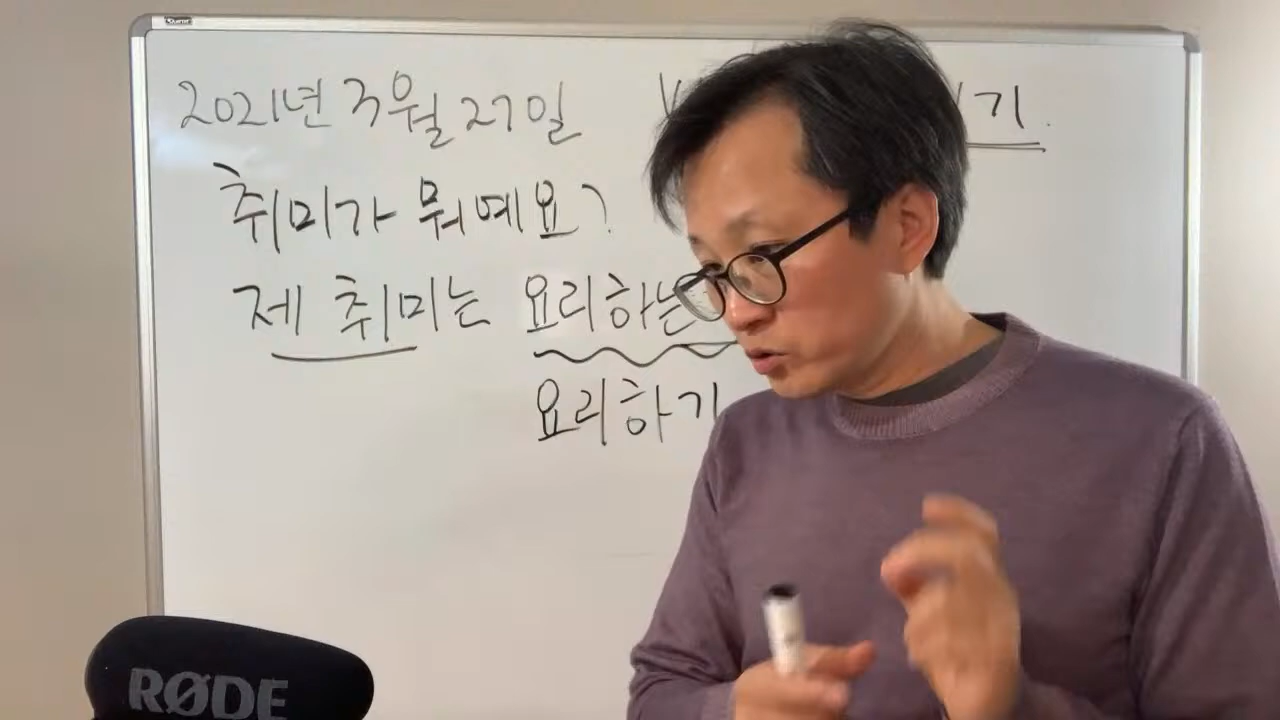 2021년 3월 27일 V 기
취미가 뭐예요?
제 취미는 요리하는
요리하기
RØDE